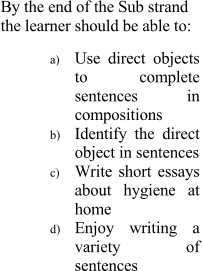 By the end of the Sub strand
the learner should be able to:
a) Use direct objects
to complete
sentences in
compositions
b) Identify the direct
object in sentences
c) Write short essays
about hygiene at
home
d) Enjoy writing a
variety of
sentences